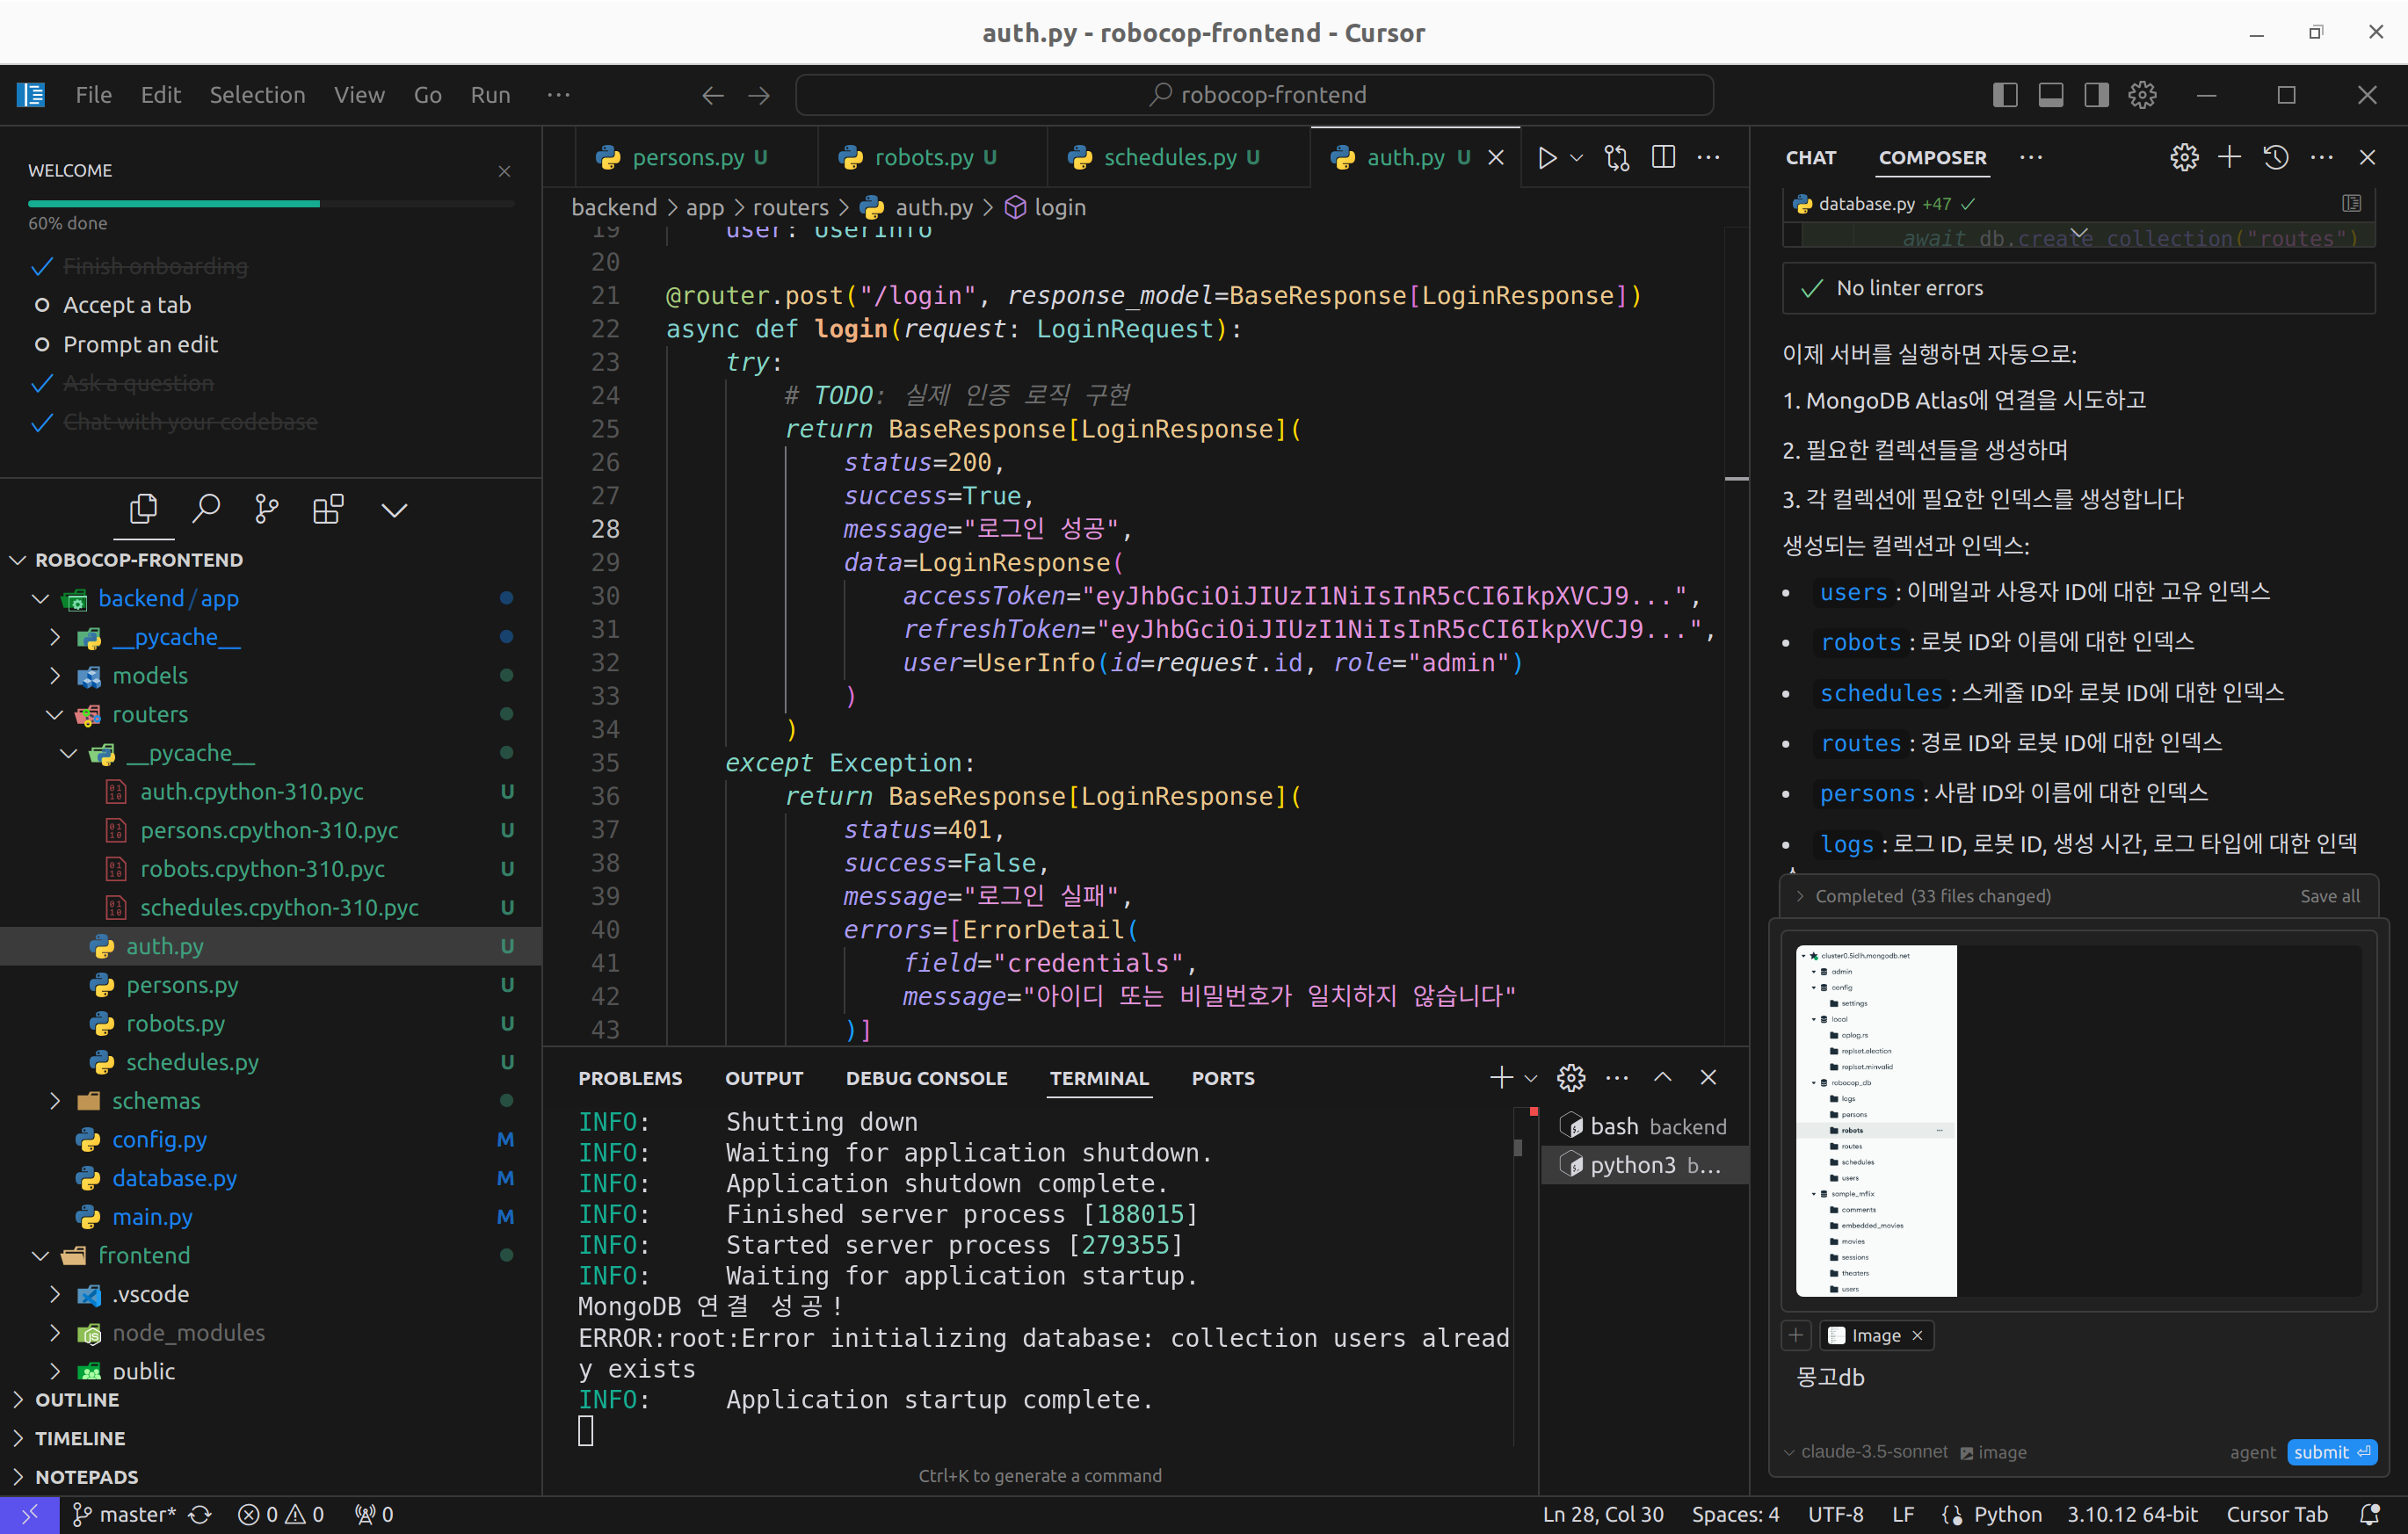 auth.py - robocop-frontend - Cursor
File Edit Selection View Go Run ···
robocop-frontend
WELCOME
60% done
Finish onboarding
Accept a tab
Prompt an edit
Ask a question
Chat with your codebase
ROBOCOP-FRONTEND
backend / app
__pycache__
models
routers
__pycache__
auth.cpython-310.pyc U
persons.cpython-310.pyc U
robots.cpython-310.pyc U
schedules.cpython-310.pyc U
auth.py U
persons.py U
robots.py U
schedules.py U
schemas
config.py M
database.py M
main.py M
frontend
.vscode
node_modules
public
OUTLINE
TIMELINE
NOTEPADS
persons.py U robots.py U schedules.py U auth.py U
backend > app > routers > auth.py > login
19 user: UserInfo
20
21 @router.post("/login", response_model=BaseResponse[LoginResponse])
22 async def login(request: LoginRequest):
23 try:
24 # TODO: 실제 인증 로직 구현
25 return BaseResponse[LoginResponse](
26 status=200,
27 success=True,
28 message="로그인 성공",
29 data=LoginResponse(
30 accessToken="eyJhbGciOiJIUzI1NiIsInR5cCI6IkpXVCJ9...",
31 refreshToken="eyJhbGciOiJIUzI1NiIsInR5cCI6IkpXVCJ9...",
32 user=UserInfo(id=request.id, role="admin")
33 )
34 )
35 except Exception:
36 return BaseResponse[LoginResponse](
37 status=401,
38 success=False,
39 message="로그인 실패",
40 errors=[ErrorDetail(
41 field="credentials",
42 message="아이디 또는 비밀번호가 일치하지 않습니다"
43 )]
PROBLEMS OUTPUT DEBUG CONSOLE TERMINAL PORTS
INFO: Shutting down
INFO: Waiting for application shutdown.
INFO: Application shutdown complete.
INFO: Finished server process [188015]
INFO: Started server process [279355]
INFO: Waiting for application startup.
MongoDB 연결 성공!
ERROR:root:Error initializing database: collection users alread
y exists
INFO: Application startup complete.
Ctrl+K to generate a command
bash backend
python3 b...
CHAT COMPOSER ···
database.py +47
await db.create_collection("routes")
No linter errors
이제 서버를 실행하면 자동으로:
1. MongoDB Atlas에 연결을 시도하고
2. 필요한 컬렉션들을 생성하며
3. 각 컬렉션에 필요한 인덱스를 생성합니다
생성되는 컬렉션과 인덱스:
• users : 이메일과 사용자 ID에 대한 고유 인덱스
• robots : 로봇 ID와 이름에 대한 인덱스
• schedules : 스케줄 ID와 로봇 ID에 대한 인덱스
• routes : 경로 ID와 로봇 ID에 대한 인덱스
• persons : 사람 ID와 이름에 대한 인덱스
• logs : 로그 ID, 로봇 ID, 생성 시간, 로그 타입에 대한 인덱
Completed (33 files changed) Save all
cluster0.5idlh.mongodb.net
admin
config
settings
local
oplog.rs
replset.election
replset.minvalid
robocop_db
logs
persons
robots
routes
schedules
users
sample_mflix
comments
embedded_movies
movies
sessions
theaters
users
Image
몽고db
claude-3.5-sonnet image agent submit
master* 0 0 0 Ln 28, Col 30 Spaces: 4 UTF-8 LF Python 3.10.12 64-bit Cursor Tab